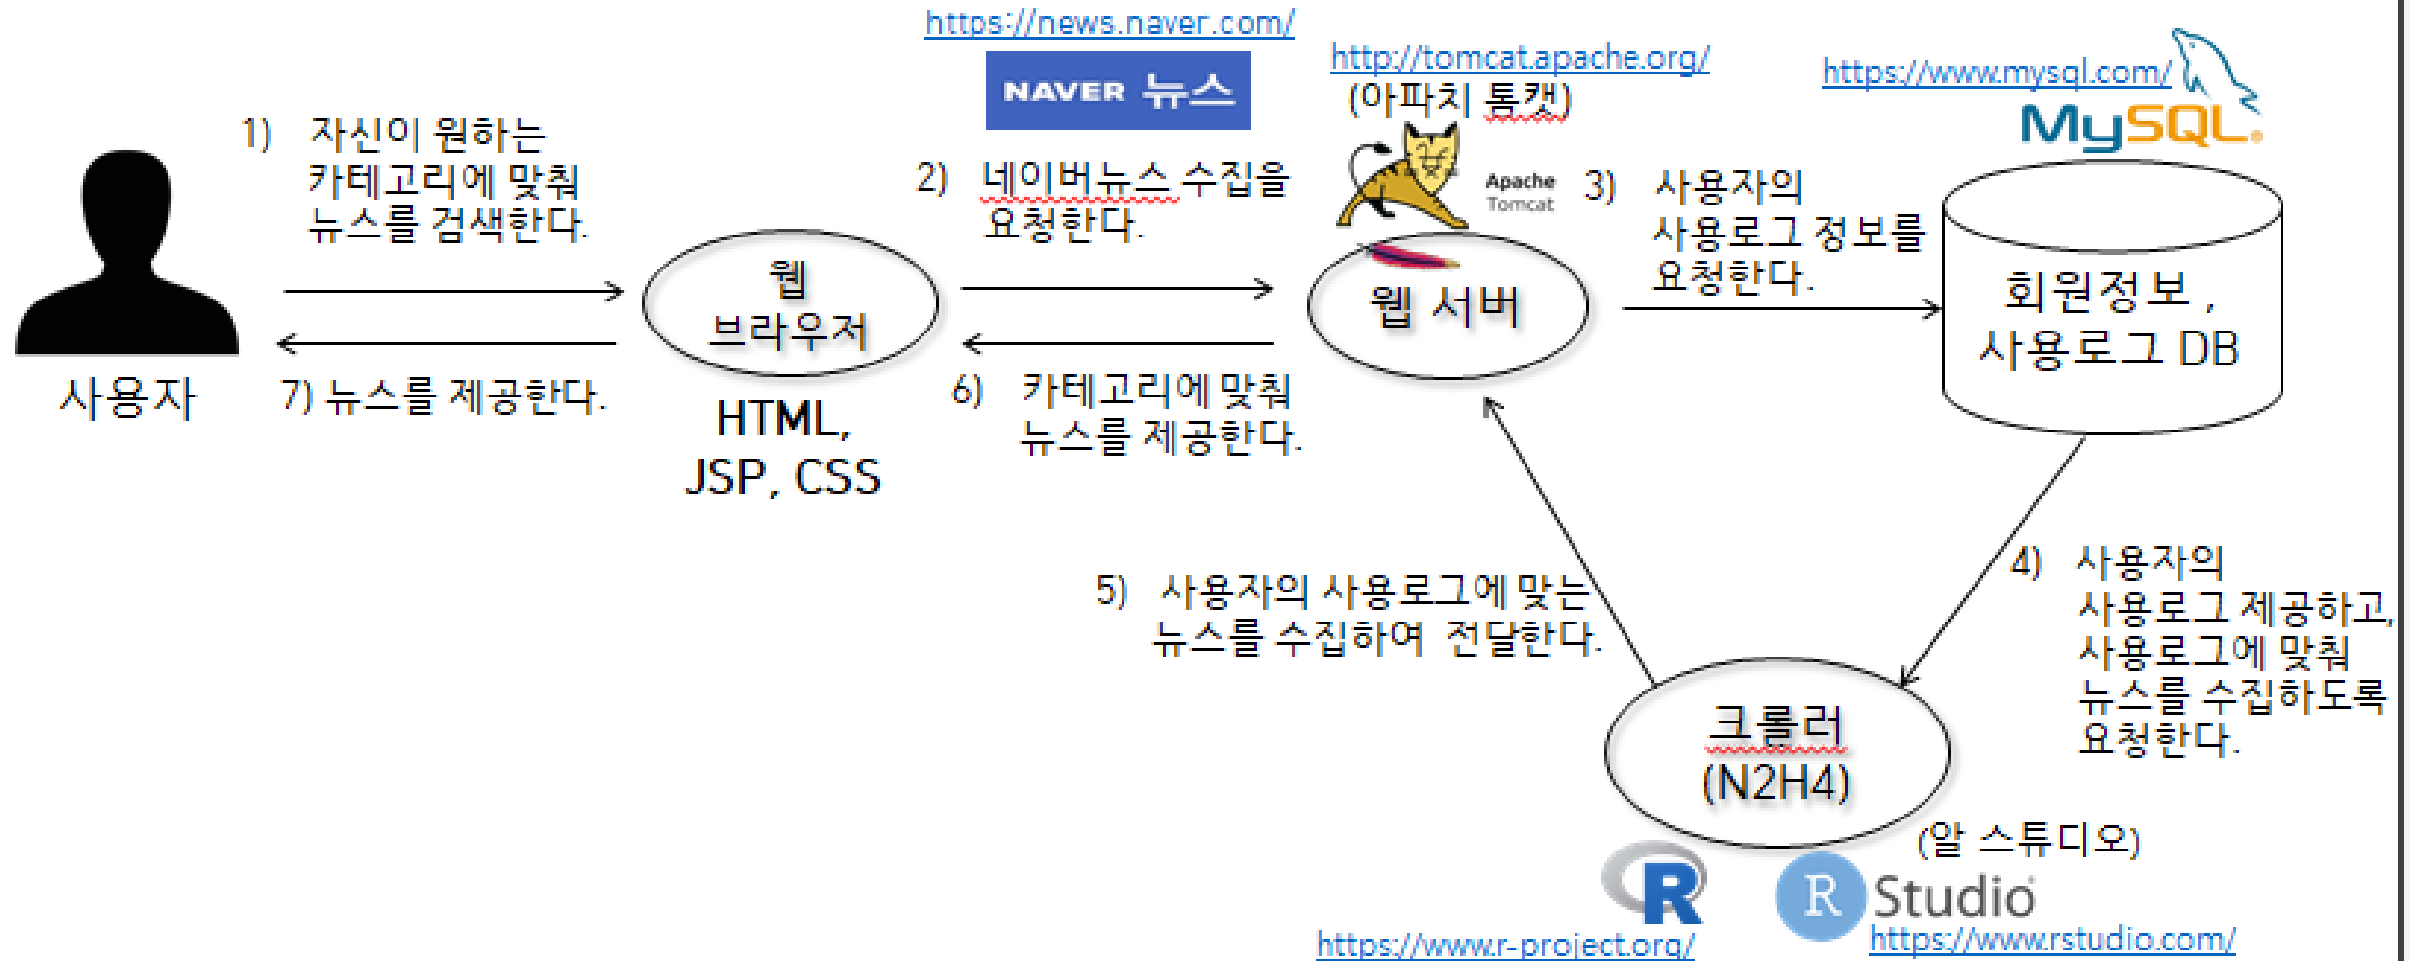 https://news.naver.com/
NAVER 뉴스
http://tomcat.apache.org/
(아파치 톰캣)
Apache
Tomcat
https://www.mysql.com/
MySQL
1) 자신이 원하는
카테고리에 맞춰
뉴스를 검색한다.
2) 네이버뉴스 수집을
요청한다.
3) 사용자의
사용로그 정보를
요청한다.
사용자
웹
브라우저
HTML,
JSP, CSS
웹 서버
회원정보 ,
사용로그 DB
7) 뉴스를 제공한다.
6) 카테고리에 맞춰
뉴스를 제공한다.
5) 사용자의 사용로그에 맞는
뉴스를 수집하여 전달한다.
4) 사용자의
사용로그 제공하고,
사용로그에 맞춰
뉴스를 수집하도록
요청한다.
크롤러
(N2H4)
(알 스튜디오)
R
R Studio
https://www.r-project.org/
https://www.rstudio.com/